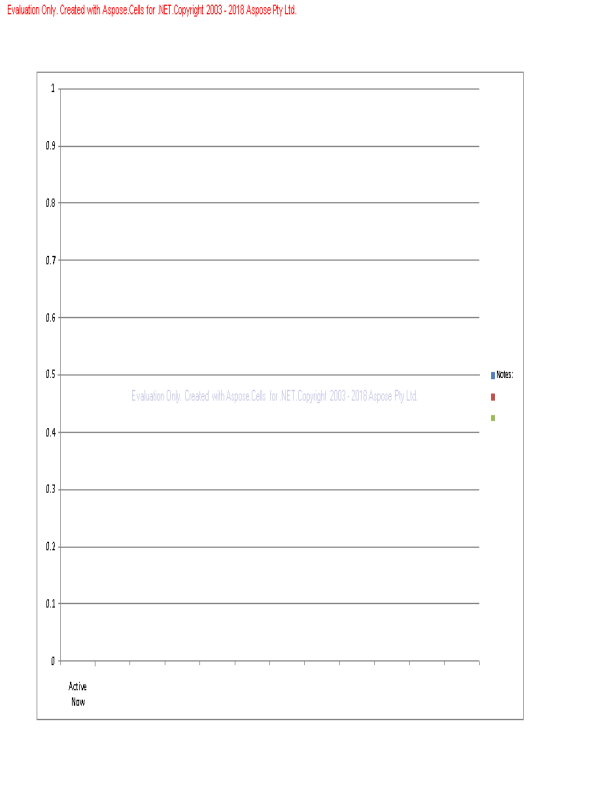 Evaluation Only. Created with Aspose.Cells for .NET.Copyright 2003 - 2018 Aspose Pty Ltd.
1
0.9
0.8
0.7
0.6
0.5
Notes:
Evaluation Only. Created with Aspose.Cells for .NET.Copyright 2003 - 2018 Aspose Pty Ltd.
0.4
0.3
0.2
0.1
0
Active
Now